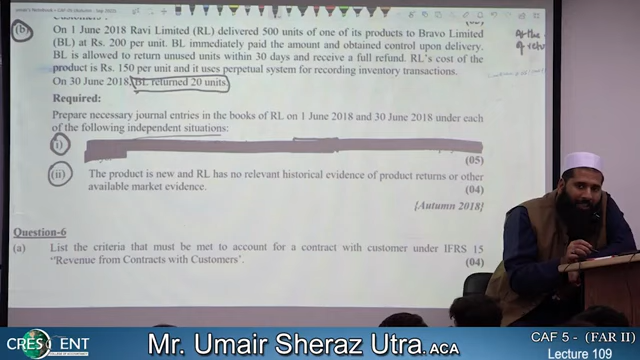 (b)
On 1 June 2018 Ravi Limited (RL) delivered 500 units of one of its products to Bravo Limited
(BL) at Rs. 200 per unit. BL immediately paid the amount and obtained control upon delivery.
BL is allowed to return unused units within 30 days and receive a full refund. RL's cost of the
product is Rs. 150 per unit and it uses perpetual system for recording inventory transactions.
On 30 June 2018, BL returned 20 units.
Required:
Prepare necessary journal entries in the books of RL on 1 June 2018 and 30 June 2018 under each
of the following independent situations:
(i)
(05)
(ii) The product is new and RL has no relevant historical evidence of product returns or other
available market evidence. (04)
{Autumn 2018}
Question-6
(a) List the criteria that must be met to account for a contract with customer under IFRS 15
"Revenue from Contracts with Customers'. (04)
CRESCENT
Mr. Umair Sheraz Utra. ACA
CAF 5 - (FAR II)
Lecture 109